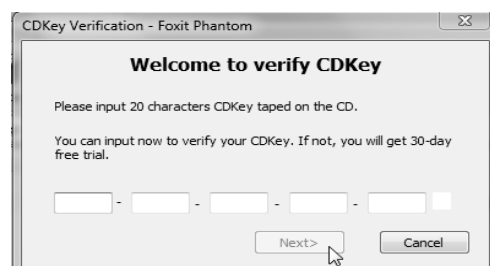 CDKey Verification - Foxit Phantom
Welcome to verify CDKey
Please input 20 characters CDKey taped on the CD.
You can input now to verify your CDKey. If not, you will get 30-day
free trial.
- - - -
Next> Cancel